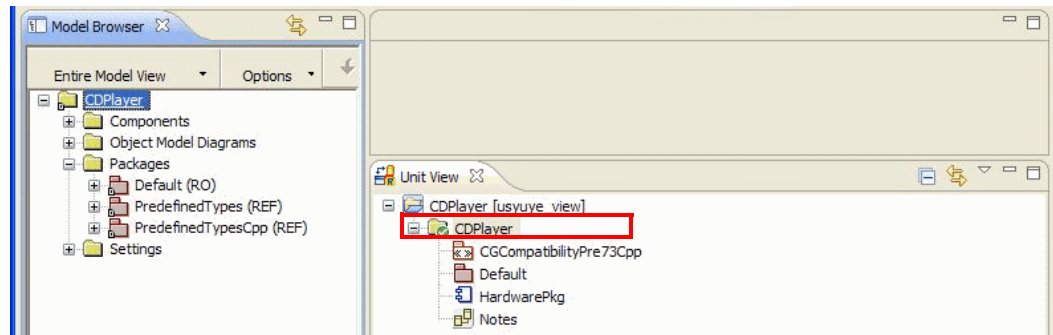 Model Browser
Entire Model View
Options
CDPlayer
Components
Object Model Diagrams
Packages
Default (RO)
PredefinedTypes (REF)
PredefinedTypesCpp (REF)
Settings
Unit View
CDPlayer [usyuye_view]
CDPlayer
CGCompatibilityPre73Cpp
Default
HardwarePkg
Notes